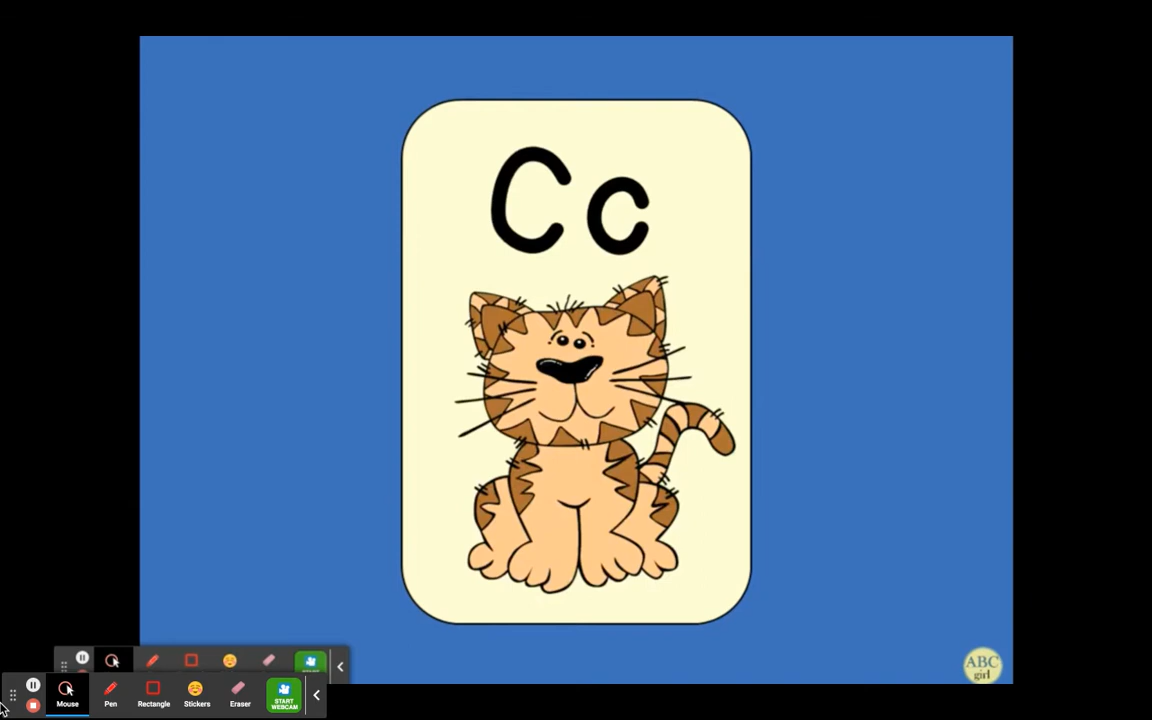 Cc
ABC
girl
Mouse
Pen
Rectangle
Stickers
Eraser
START
WEBCAM